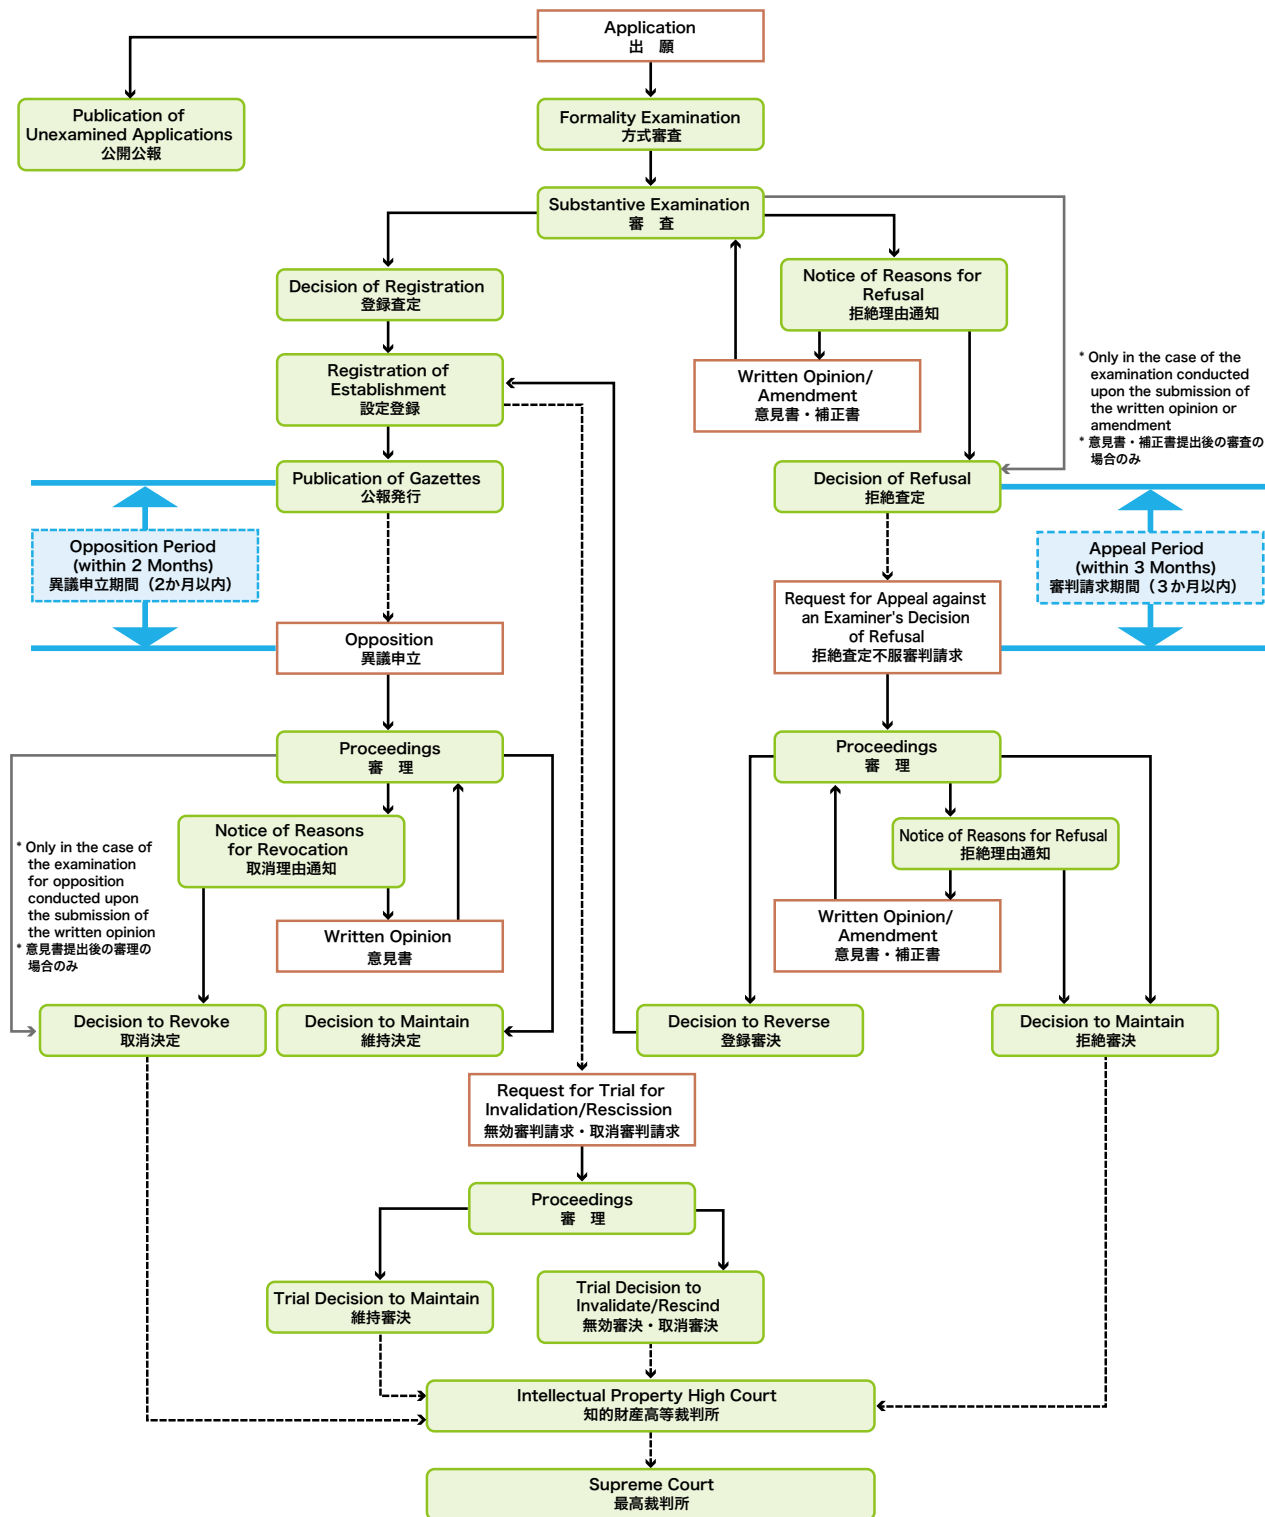 Application
出 願
Publication of
Unexamined Applications
公開公報
Formality Examination
方式審査
Substantive Examination
審 査
Decision of Registration
登録査定
Notice of Reasons for
Refusal
拒絶理由通知
Registration of
Establishment
設定登録
Written Opinion/
Amendment
意見書・補正書
* Only in the case of the
examination conducted
upon the submission of
the written opinion or
amendment
* 意見書・補正書提出後の審査の
場合のみ
Publication of Gazettes
公報発行
Decision of Refusal
拒絶査定
Opposition Period
(within 2 Months)
異議申立期間（2か月以内）
Appeal Period
(within 3 Months)
審判請求期間（３か月以内）
Opposition
異議申立
Request for Appeal against
an Examiner's Decision
of Refusal
拒絶査定不服審判請求
Proceedings
審 理
Proceedings
審 理
Notice of Reasons
for Revocation
取消理由通知
Notice of Reasons for Refusal
拒絶理由通知
* Only in the case of
the examination
for opposition
conducted upon
the submission of
the written opinion
* 意見書提出後の審理の
場合のみ
Written Opinion
意見書
Written Opinion/
Amendment
意見書・補正書
Decision to Revoke
取消決定
Decision to Maintain
維持決定
Decision to Reverse
登録審決
Decision to Maintain
拒絶審決
Request for Trial for
Invalidation/Rescission
無効審判請求・取消審判請求
Proceedings
審 理
Trial Decision to Maintain
維持審決
Trial Decision to
Invalidate/Rescind
無効審決・取消審決
Intellectual Property High Court
知的財産高等裁判所
Supreme Court
最高裁判所